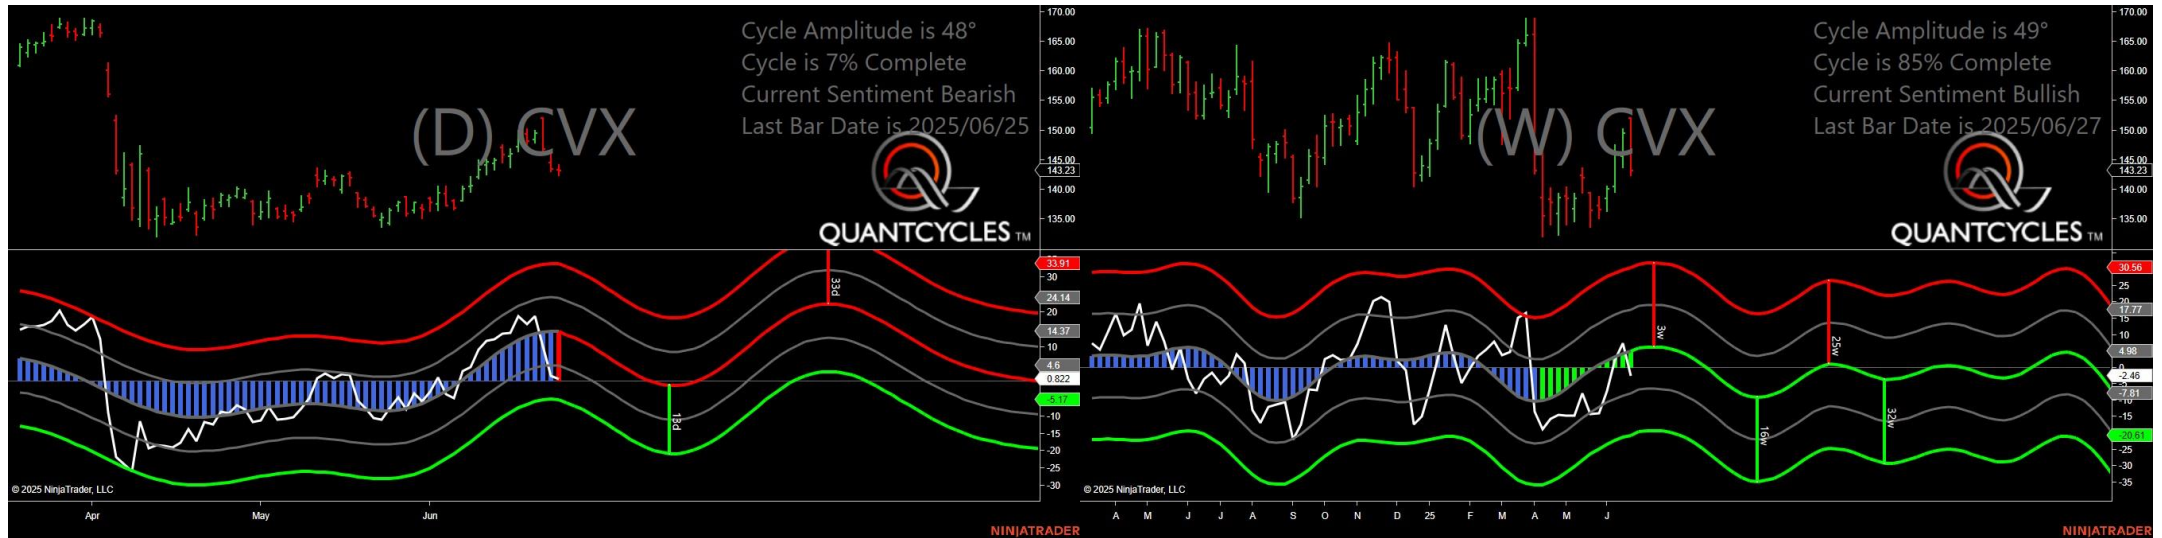 170.00
165.00
160.00
155.00
150.00
145.00
143.23
140.00
135.00
Cycle Amplitude is 48°
Cycle is 7% Complete
Current Sentiment Bearish
Last Bar Date is 2025/06/25
(D) CVX
QUANTCYCLES TM
33.91
30
24.14
20
14.37
10
4.6
0.822
-5.17
-10
-15
-20
-25
-30
33d
13d
© 2025 NinjaTrader, LLC
Apr May Jun
NINJATRADER
170.00
165.00
160.00
155.00
150.00
145.00
143.23
140.00
135.00
Cycle Amplitude is 49°
Cycle is 85% Complete
Current Sentiment Bullish
Last Bar Date is 2025/06/27
(W) CVX
QUANTCYCLES TM
30.56
25
20
17.77
15
10
4.98
0
-2.46
-7.81
-10
-15
-20.61
-25
-30
-35
3w
25w
16w
32w
© 2025 NinjaTrader, LLC
A M J J A S O N D 25 F M A M J
NINJATRADER